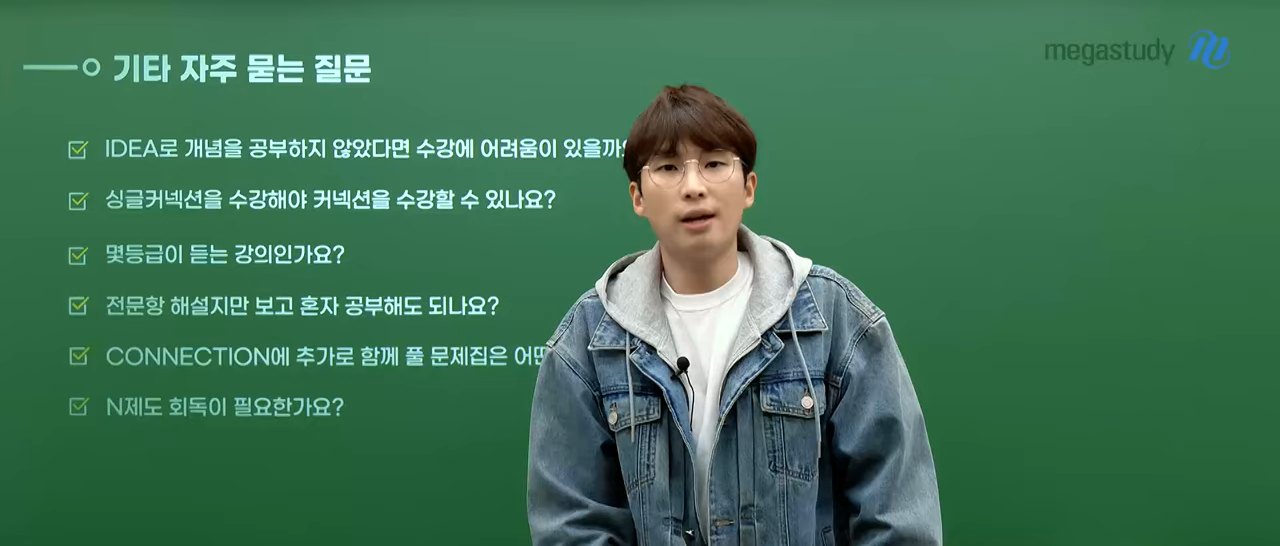 기타 자주 묻는 질문
megastudy
IDEA로 개념을 공부하지 않았다면 수강에 어려움이 있을까
싱글커넥션을 수강해야 커넥션을 수강할 수 있나요?
몇등급이 듣는 강의인가요?
전문항 해설지만 보고 혼자 공부해도 되나요?
CONNECTION에 추가로 함께 풀 문제집은
N제도 회독이 필요한가요?